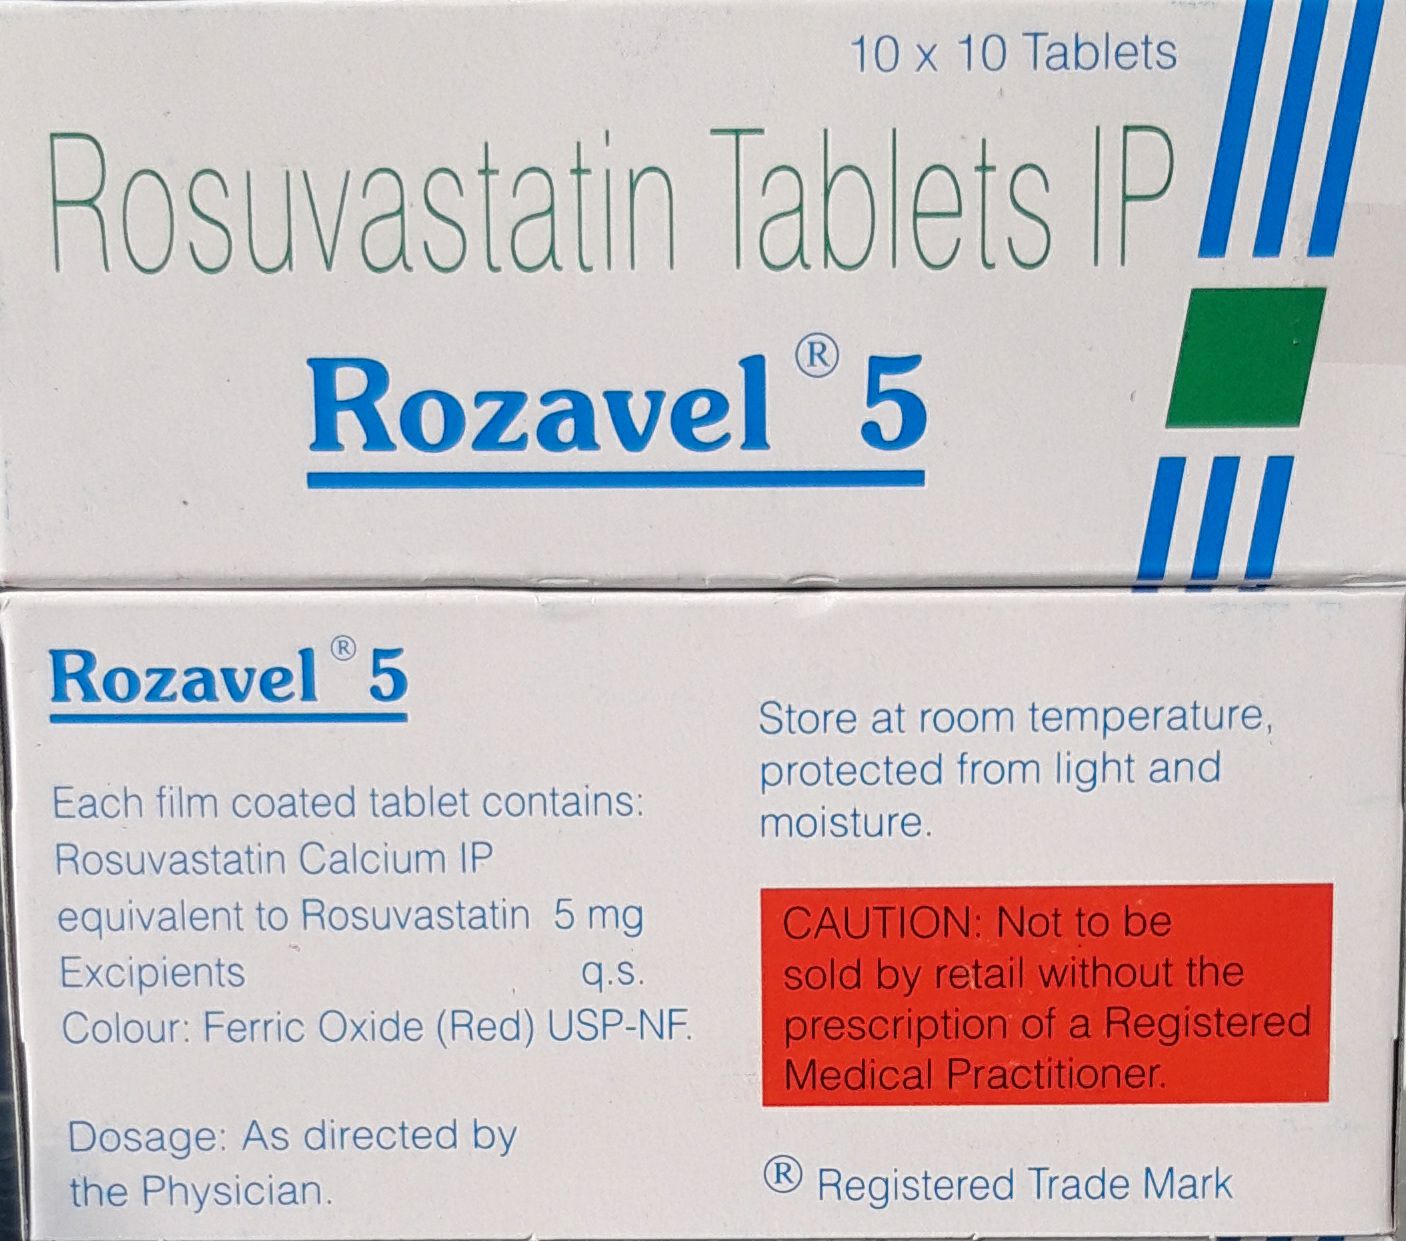 10 x 10 Tablets
Rosuvastatin Tablets IP
Rozavel® 5
Rozavel® 5
Each film coated tablet contains:
Rosuvastatin Calcium IP
equivalent to Rosuvastatin 5 mg
Excipients q.s.
Colour: Ferric Oxide (Red) USP-NF.
Dosage: As directed by
the Physician.
Store at room temperature,
protected from light and
moisture.
CAUTION: Not to be
sold by retail without the
prescription of a Registered
Medical Practitioner.
® Registered Trade Mark